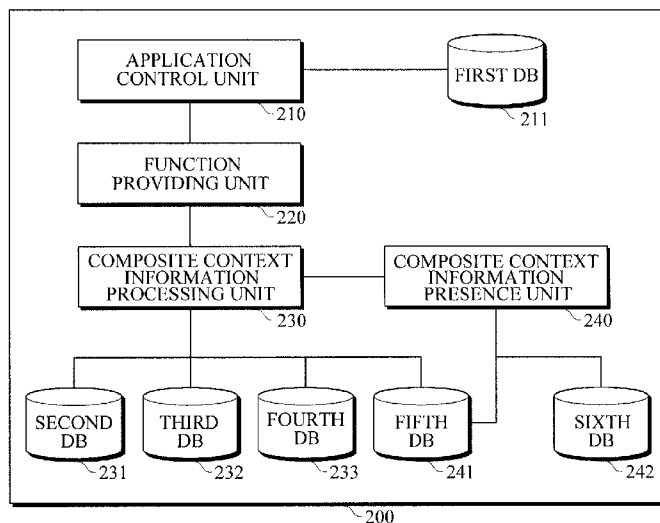 APPLICATION
CONTROL UNIT
210
FIRST DB
211
FUNCTION
PROVIDING UNIT
220
COMPOSITE CONTEXT
INFORMATION
PROCESSING UNIT
230
COMPOSITE CONTEXT
INFORMATION
PRESENCE UNIT
240
SECOND
DB
231
THIRD
DB
232
FOURTH
DB
233
FIFTH
DB
241
SIXTH
DB
242
200